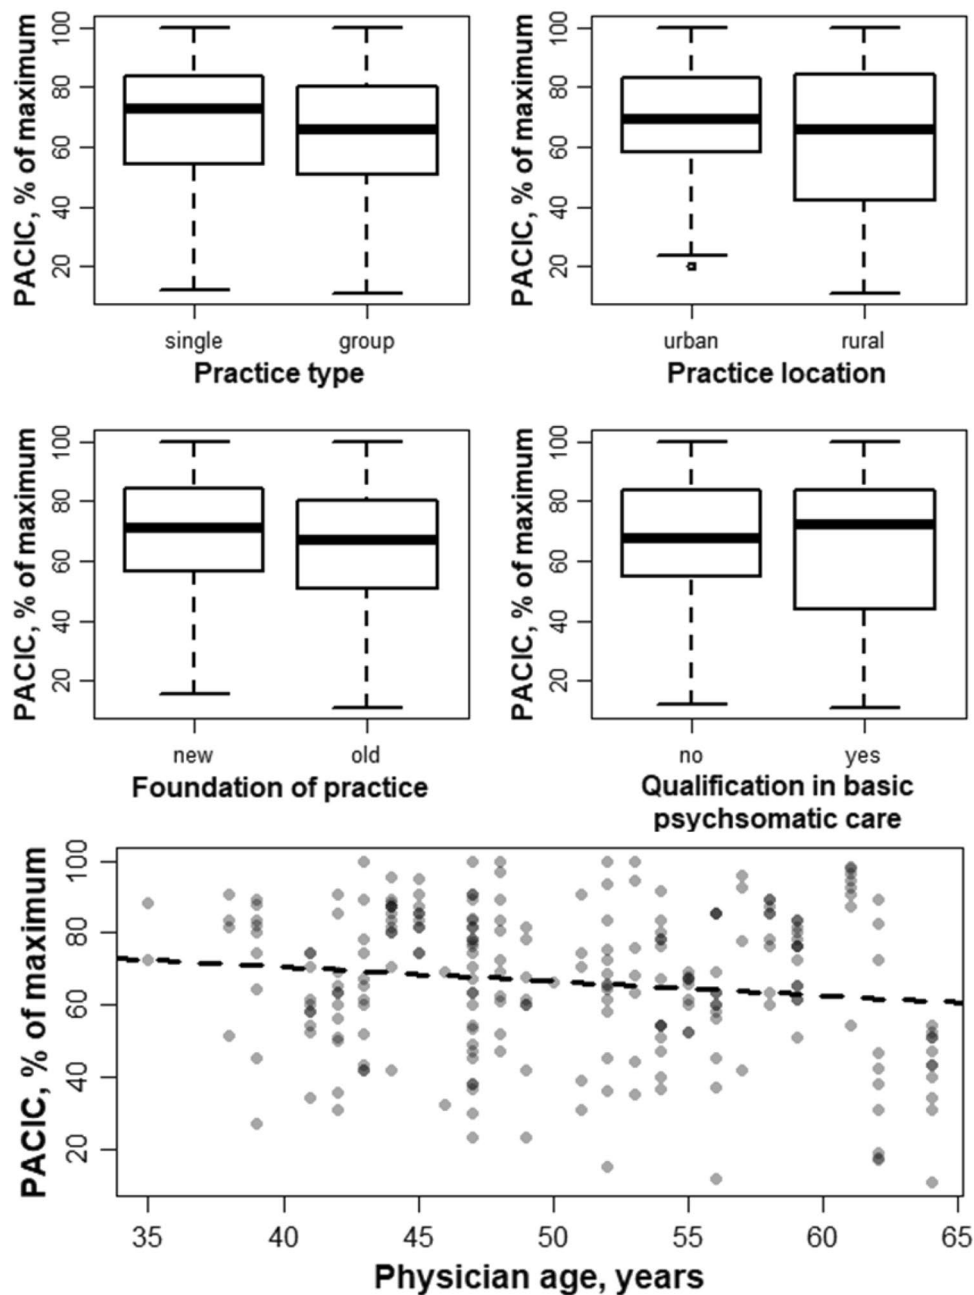 PACIC, % of maximum
100
80
60
40
20
single group
Practice type
PACIC, % of maximum
100
80
60
40
20
urban rural
Practice location
PACIC, % of maximum
100
80
60
40
20
new old
Foundation of practice
PACIC, % of maximum
100
80
60
40
20
no yes
Qualification in basic
psychsomatic care
PACIC, % of maximum
100
80
60
40
20
35 40 45 50 55 60 65
Physician age, years